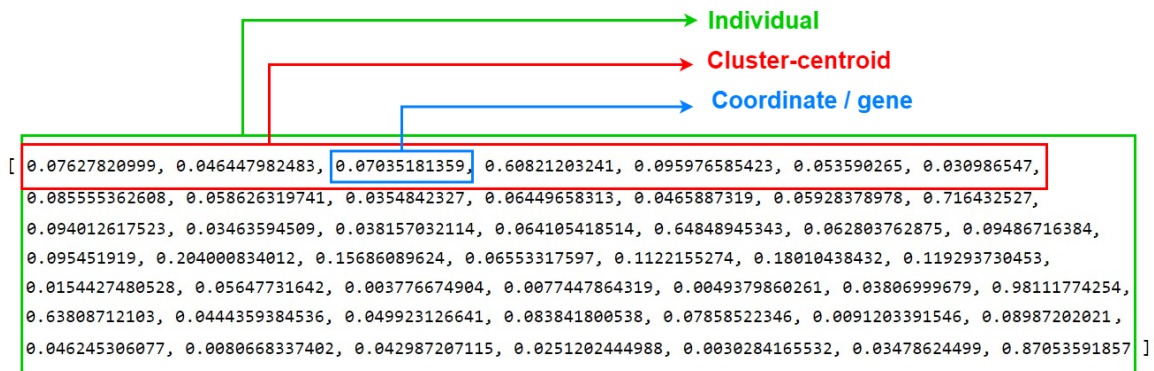 Individual
Cluster-centroid
Coordinate / gene
[ 0.07627820999, 0.046447982483, 0.07035181359, 0.60821203241, 0.095976585423, 0.053590265, 0.030986547,
0.085555362608, 0.058626319741, 0.0354842327, 0.06449658313, 0.0465887319, 0.05928378978, 0.716432527,
0.094012617523, 0.03463594509, 0.038157032114, 0.064105418514, 0.64848945343, 0.062803762875, 0.09486716384,
0.095451919, 0.204000834012, 0.15686089624, 0.06553317597, 0.1122155274, 0.18010438432, 0.119293730453,
0.0154427480528, 0.05647731642, 0.003776674904, 0.0077447864319, 0.0049379860261, 0.03806999679, 0.98111774254,
0.63808712103, 0.0444359384536, 0.049923126641, 0.083841800538, 0.07858522346, 0.0091203391546, 0.08987202021,
0.046245306077, 0.0080668337402, 0.042987207115, 0.0251202444988, 0.0030284165532, 0.03478624499, 0.87053591857 ]